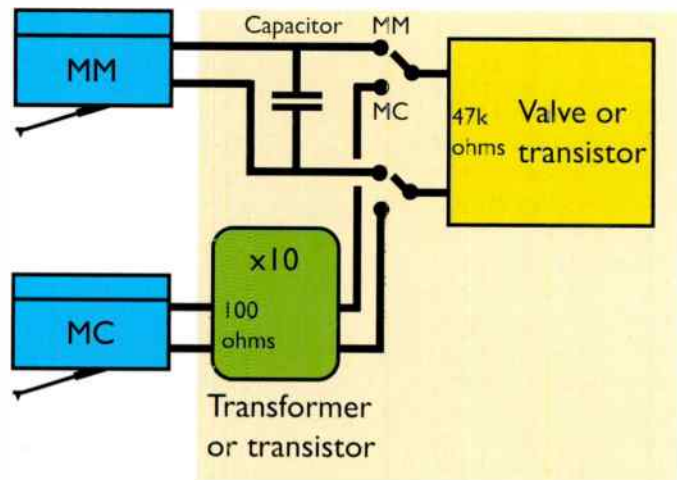 Capacitor
MM
MM
MC
47k
ohms
Valve or
transistor
x10
100
ohms
MC
Transformer
or transistor